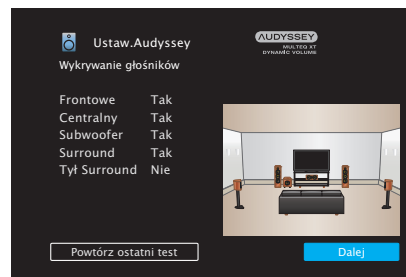 Ustaw.Audyssey
AUDYSSEY
MULTEQ XT
DYNAMIC VOLUME
Wykrywanie głośników
Frontowe Tak
Centralny Tak
Subwoofer Tak
Surround Tak
Tył Surround Nie
Powtórz ostatni test
Dalej